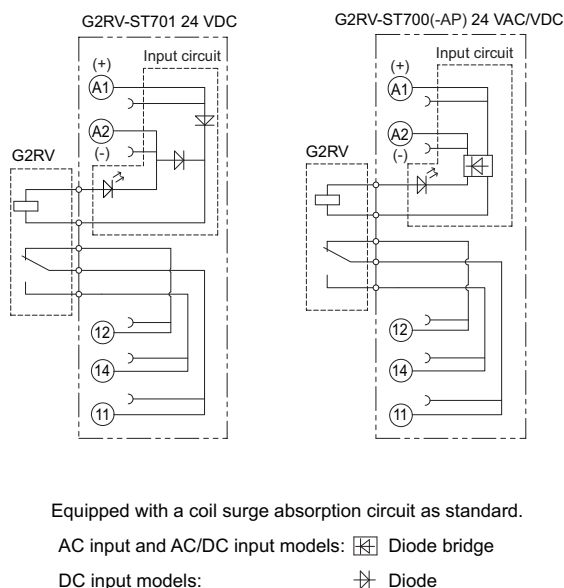 G2RV-ST701 24 VDC
Input circuit
(+)
A1
A2
(-)
G2RV
12
14
11
G2RV-ST700(-AP) 24 VAC/VDC
Input circuit
(+)
A1
A2
(-)
G2RV
12
14
11
Equipped with a coil surge absorption circuit as standard.
AC input and AC/DC input models: Diode bridge
DC input models: Diode